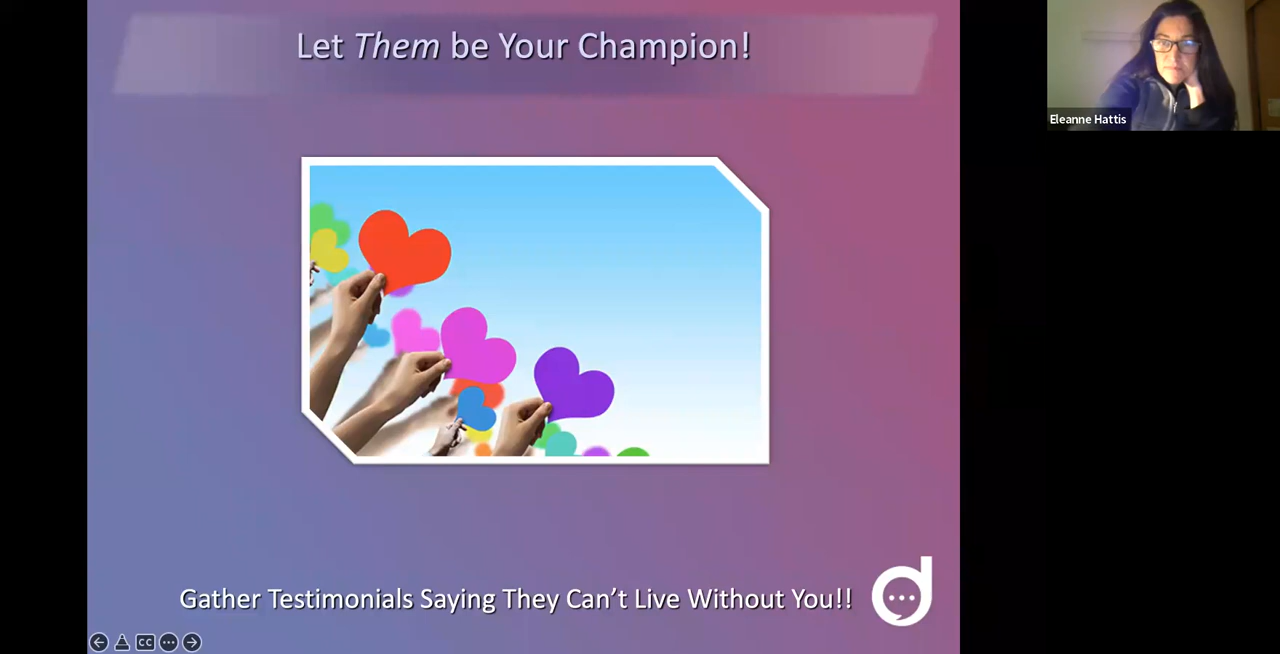 Let Them be Your Champion!
Eleanne Hattis
Gather Testimonials Saying They Can't Live Without You!!
CC